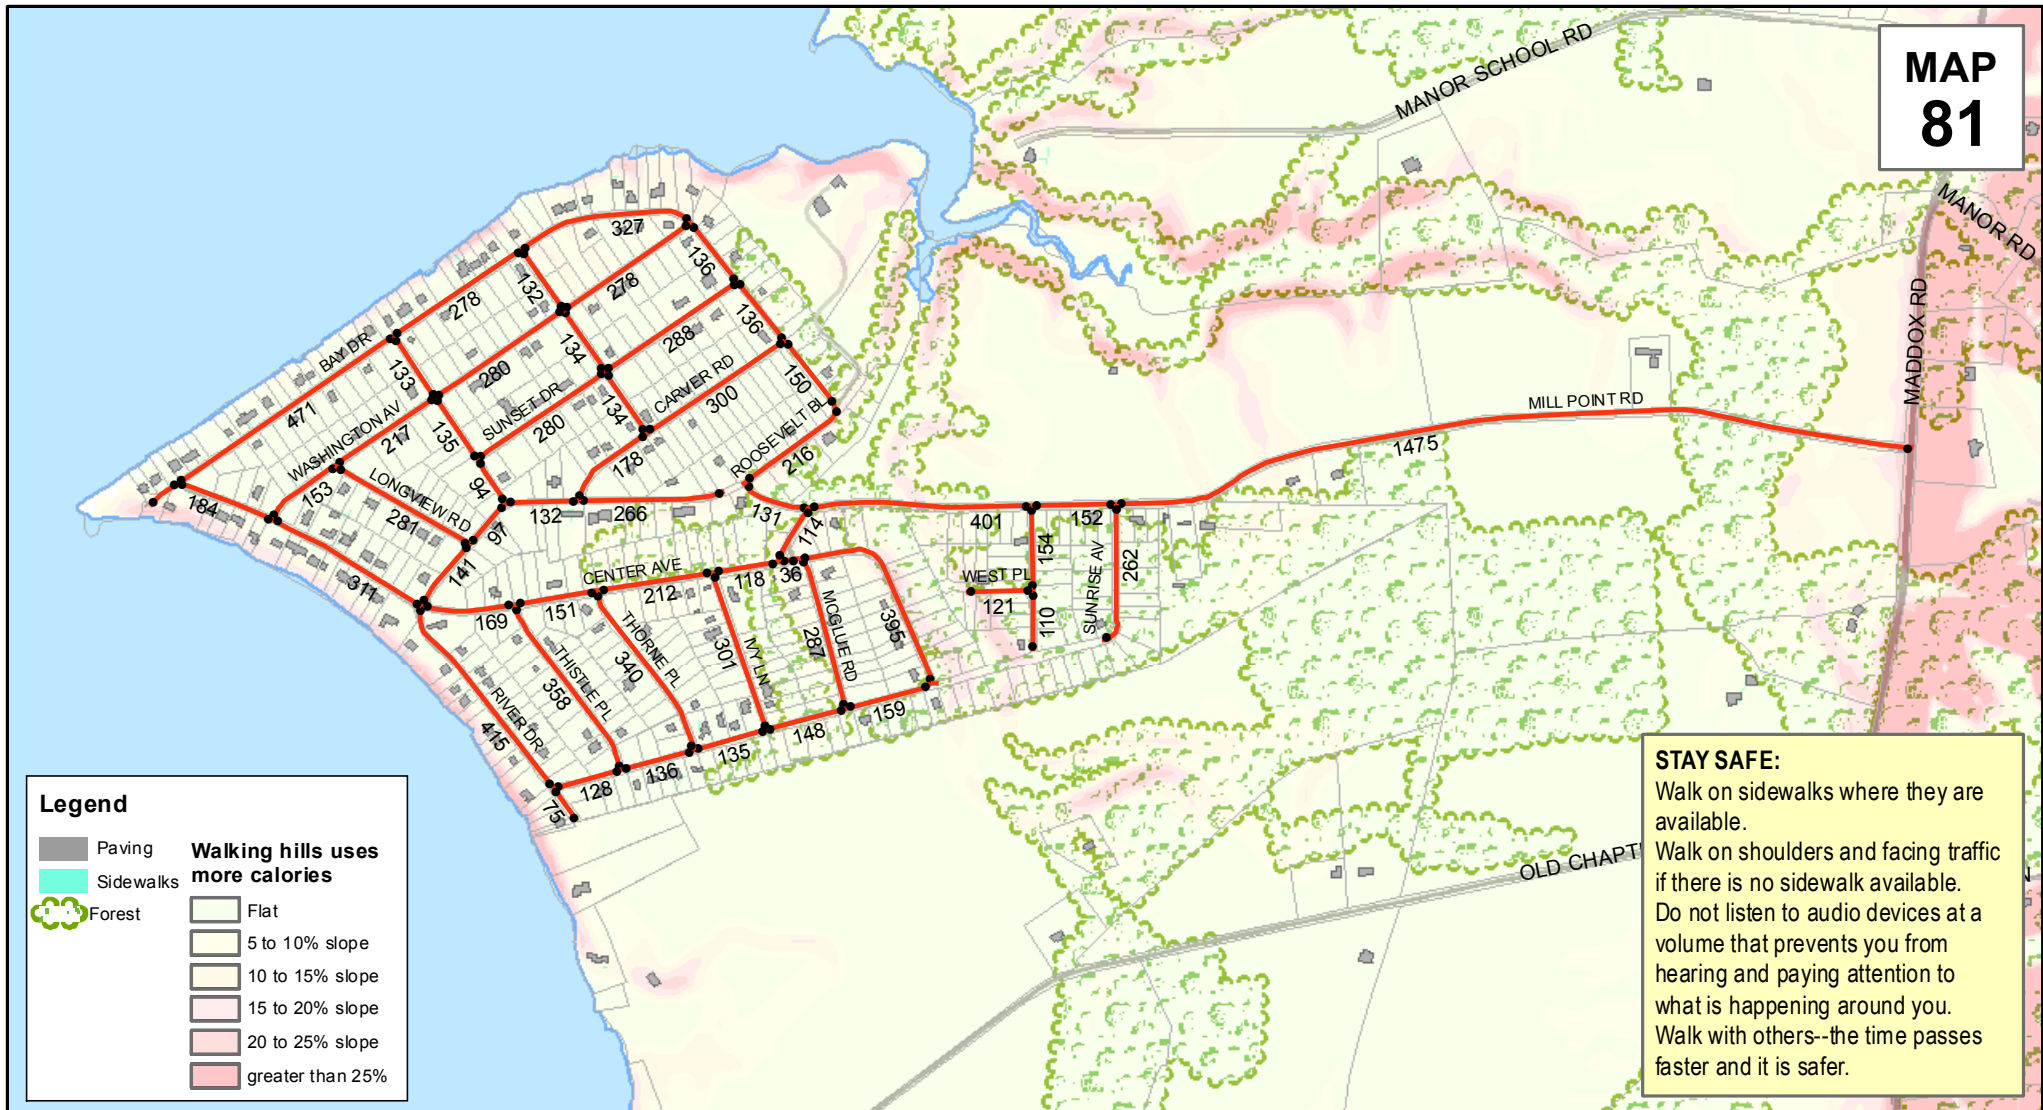 MAP
81
MANOR SCHOOL RD
MANOR RD
MADDOX RD
327
278
132
278
136
BAY DR
133
280
134
288
136
471
WASHINGTON AV
217
135
SUNSET DR
280
134
CARVER RD
300
150
184
153
LONGVIEW RD
281
94
97
132
178
266
ROOSEVELT BL
216
131
114
401
152
MILL POINT RD
1475
311
141
169
151
CENTER AVE
212
118
36
WEST PL
121
154
110
SUNRISE AV
262
415
RIVER DR
358
THISTLE PL
340
THORNE PL
301
IVY LN
287
MCGLUE RD
395
75
128
136
135
148
159
OLD CHAPTI
Legend
Paving
Sidewalks
Forest
Walking hills uses
more calories
Flat
5 to 10% slope
10 to 15% slope
15 to 20% slope
20 to 25% slope
greater than 25%
STAY SAFE:
Walk on sidewalks where they are
available.
Walk on shoulders and facing traffic
if there is no sidewalk available.
Do not listen to audio devices at a
volume that prevents you from
hearing and paying attention to
what is happening around you.
Walk with others--the time passes
faster and it is safer.